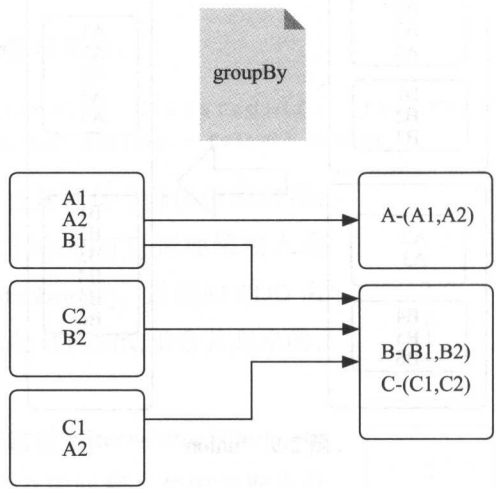 groupBy
A1
A2
B1
A-(A1,A2)
C2
B2
B-(B1,B2)
C-(C1,C2)
C1
A2